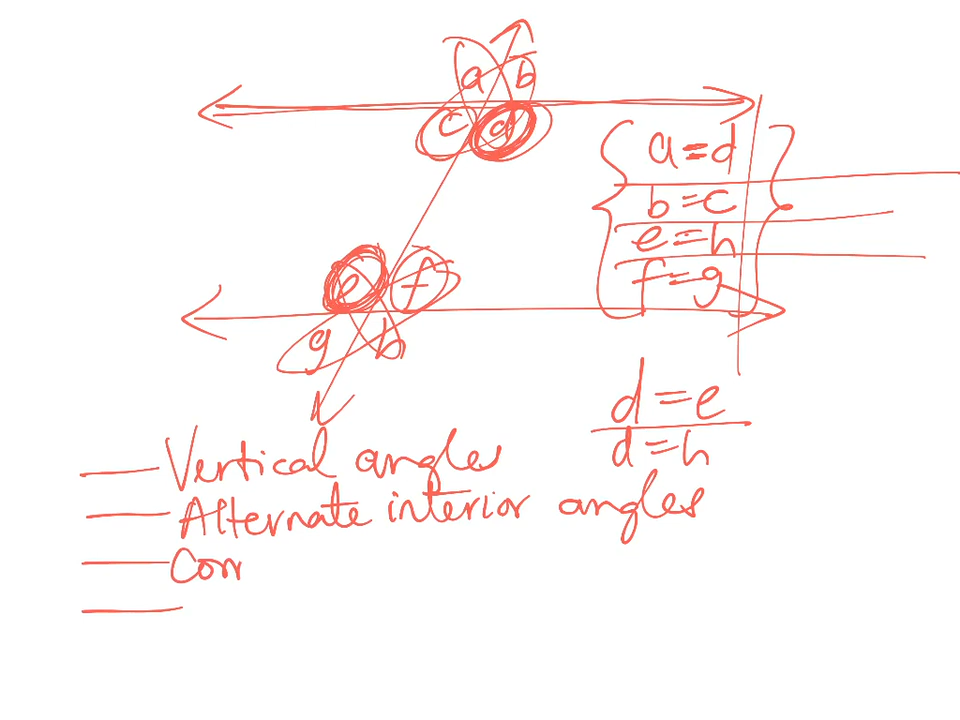 a b
c d
a=d
b=c
e=h
e f
f=g
g h
d=e
d=h
Vertical angles
Alternate interior angles
Corr